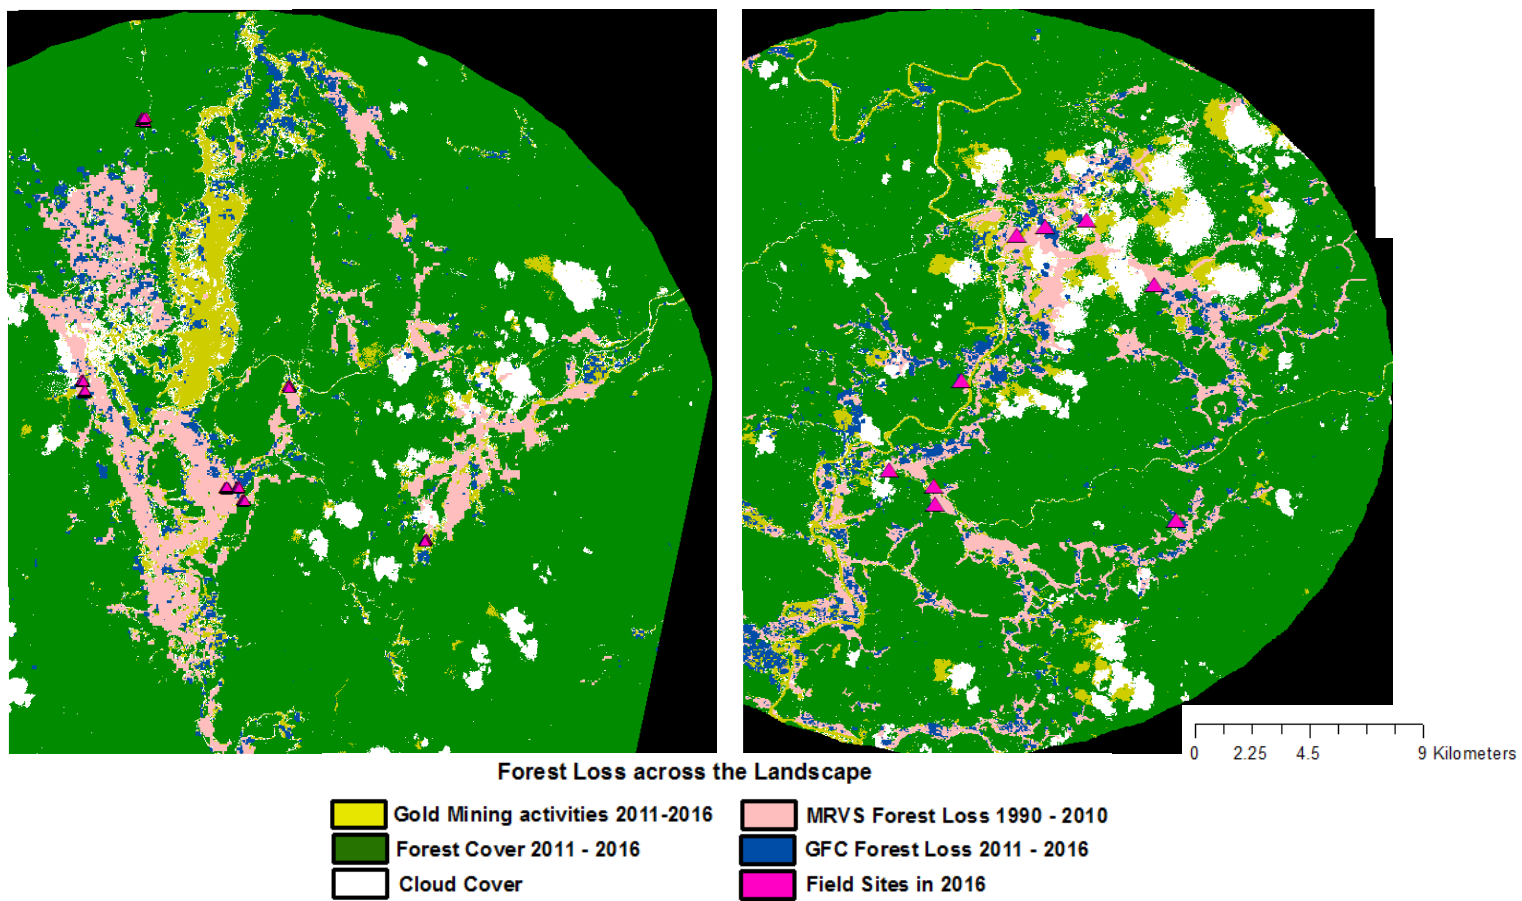 0 2.25 4.5 9 Kilometers
Forest Loss across the Landscape
Gold Mining activities 2011-2016
MRVS Forest Loss 1990 - 2010
Forest Cover 2011 - 2016
GFC Forest Loss 2011 - 2016
Cloud Cover
Field Sites in 2016